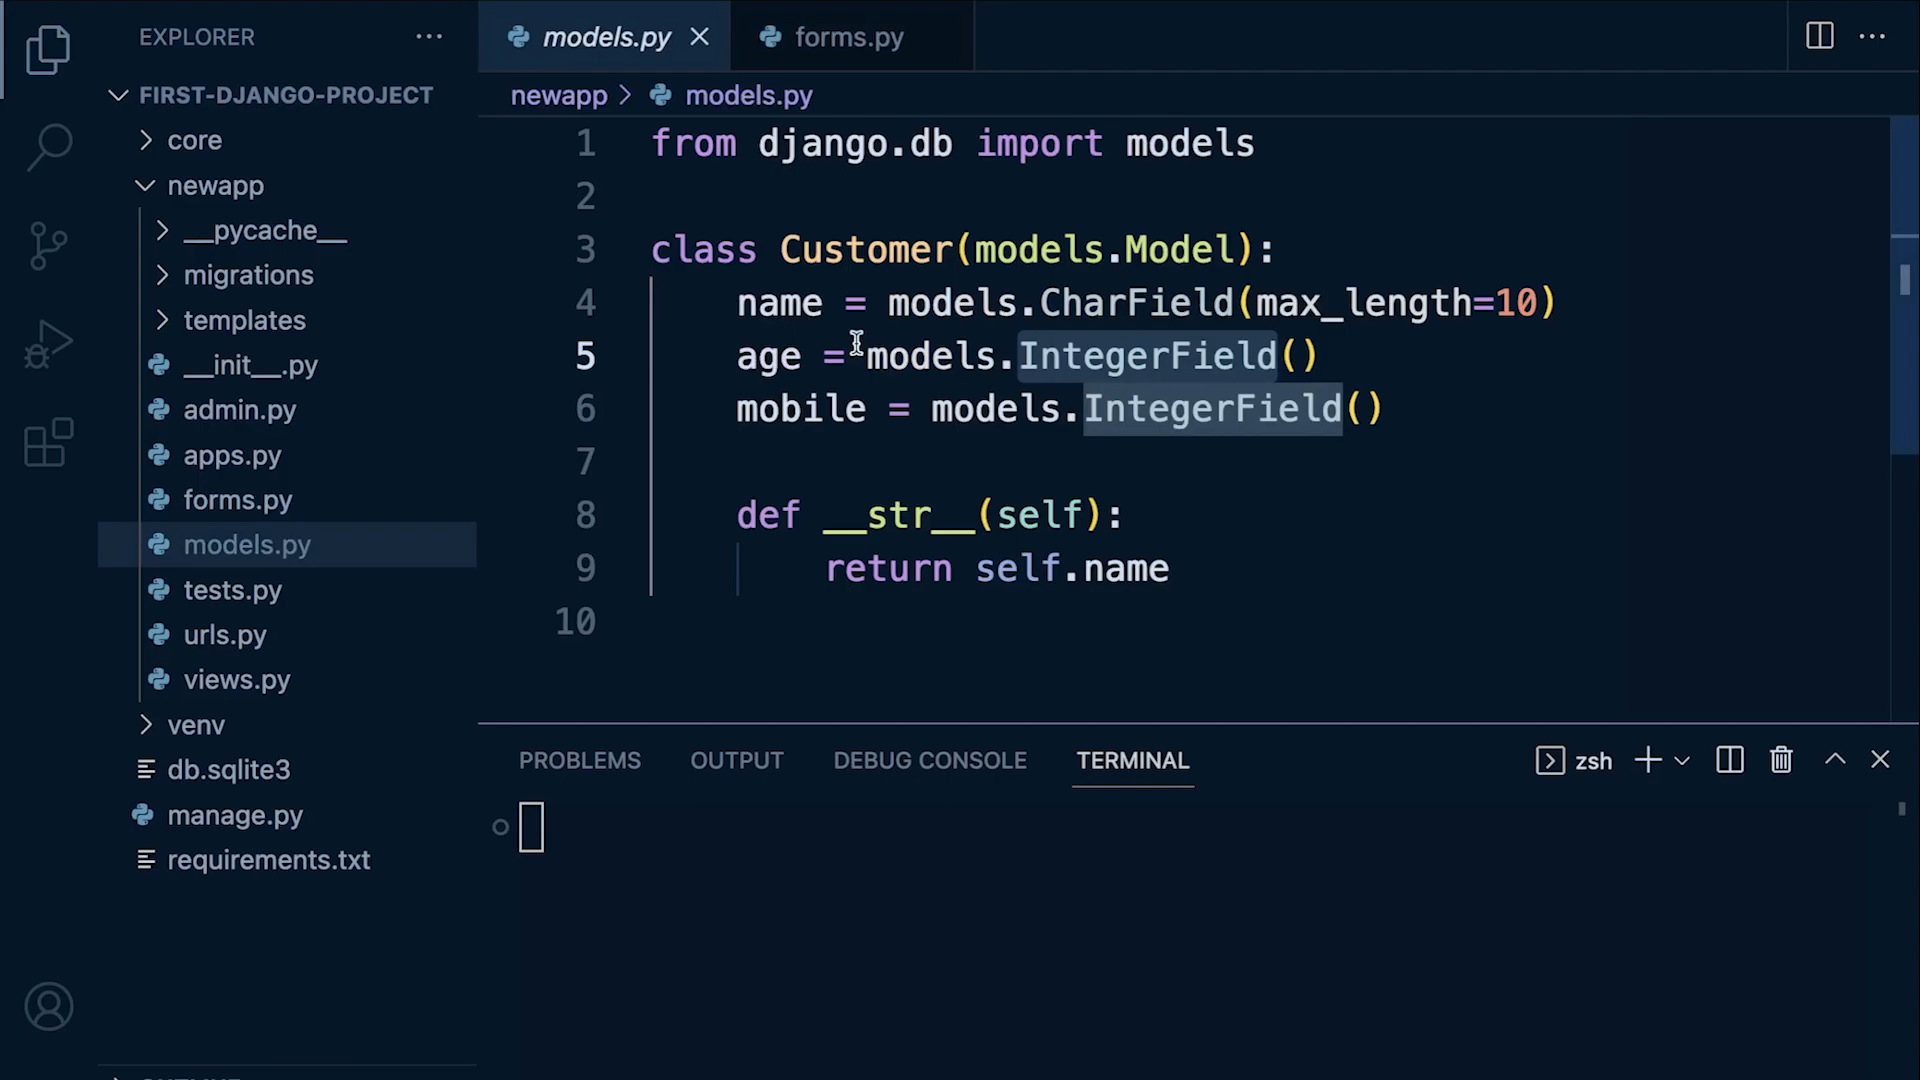 EXPLORER
FIRST-DJANGO-PROJECT
core
newapp
__pycache__
migrations
templates
__init__.py
admin.py
apps.py
forms.py
models.py
tests.py
urls.py
views.py
venv
db.sqlite3
manage.py
requirements.txt
models.py
forms.py
newapp > models.py
1 from django.db import models
2
3 class Customer(models.Model):
4 name = models.CharField(max_length=10)
5 age = models.IntegerField()
6 mobile = models.IntegerField()
7
8 def __str__(self):
9 return self.name
10
PROBLEMS OUTPUT DEBUG CONSOLE TERMINAL
zsh